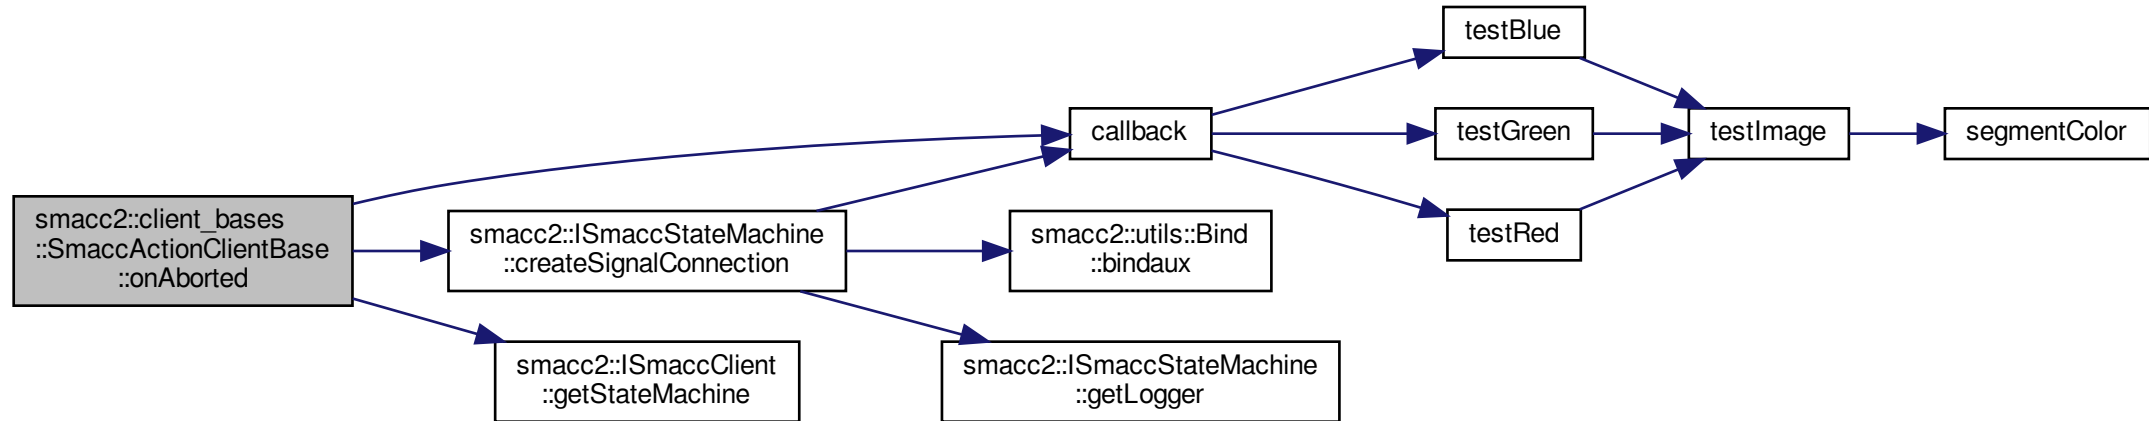 smacc2::client_bases
::SmaccActionClientBase
::onAborted
smacc2::ISmaccStateMachine
::createSignalConnection
smacc2::ISmaccClient
::getStateMachine
callback
smacc2::utils::Bind
::bindaux
smacc2::ISmaccStateMachine
::getLogger
testBlue
testGreen
testRed
testImage
segmentColor